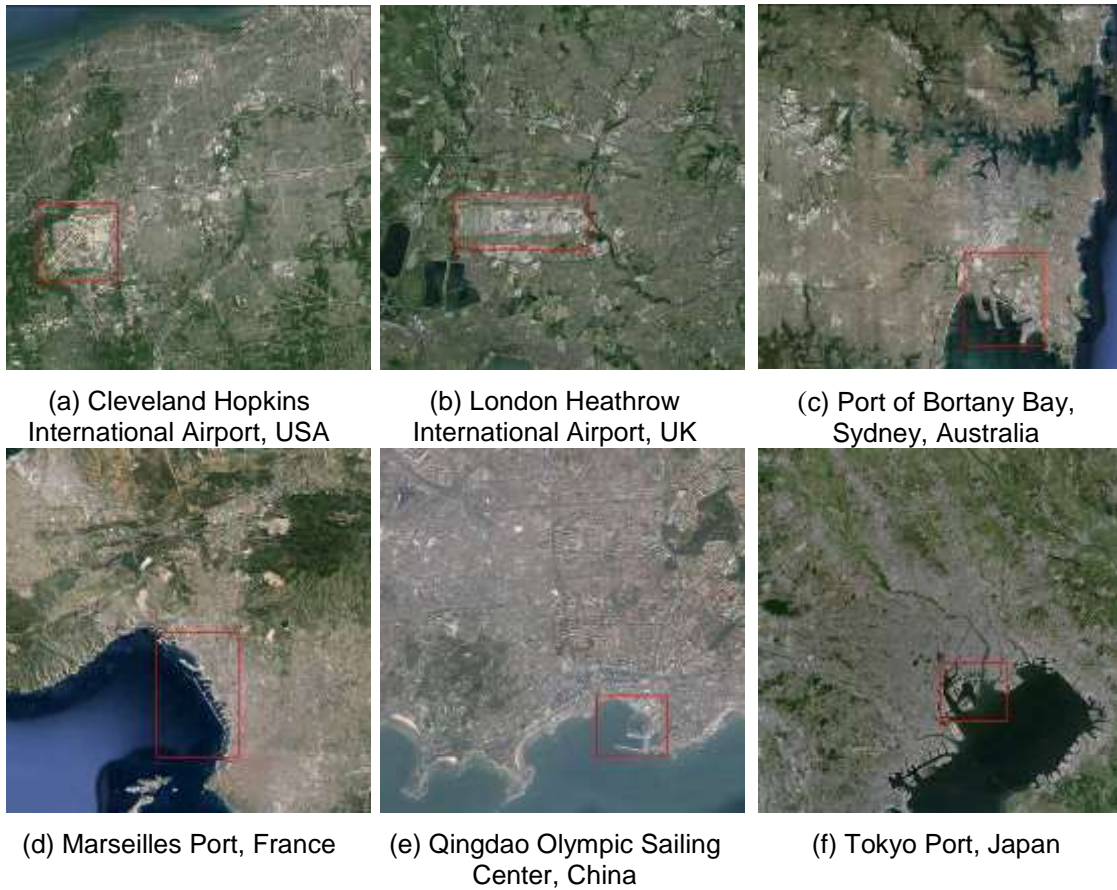 (a) Cleveland Hopkins
International Airport, USA
(b) London Heathrow
International Airport, UK
(c) Port of Bortany Bay,
Sydney, Australia
(d) Marseilles Port, France
(e) Qingdao Olympic Sailing
Center, China
(f) Tokyo Port, Japan